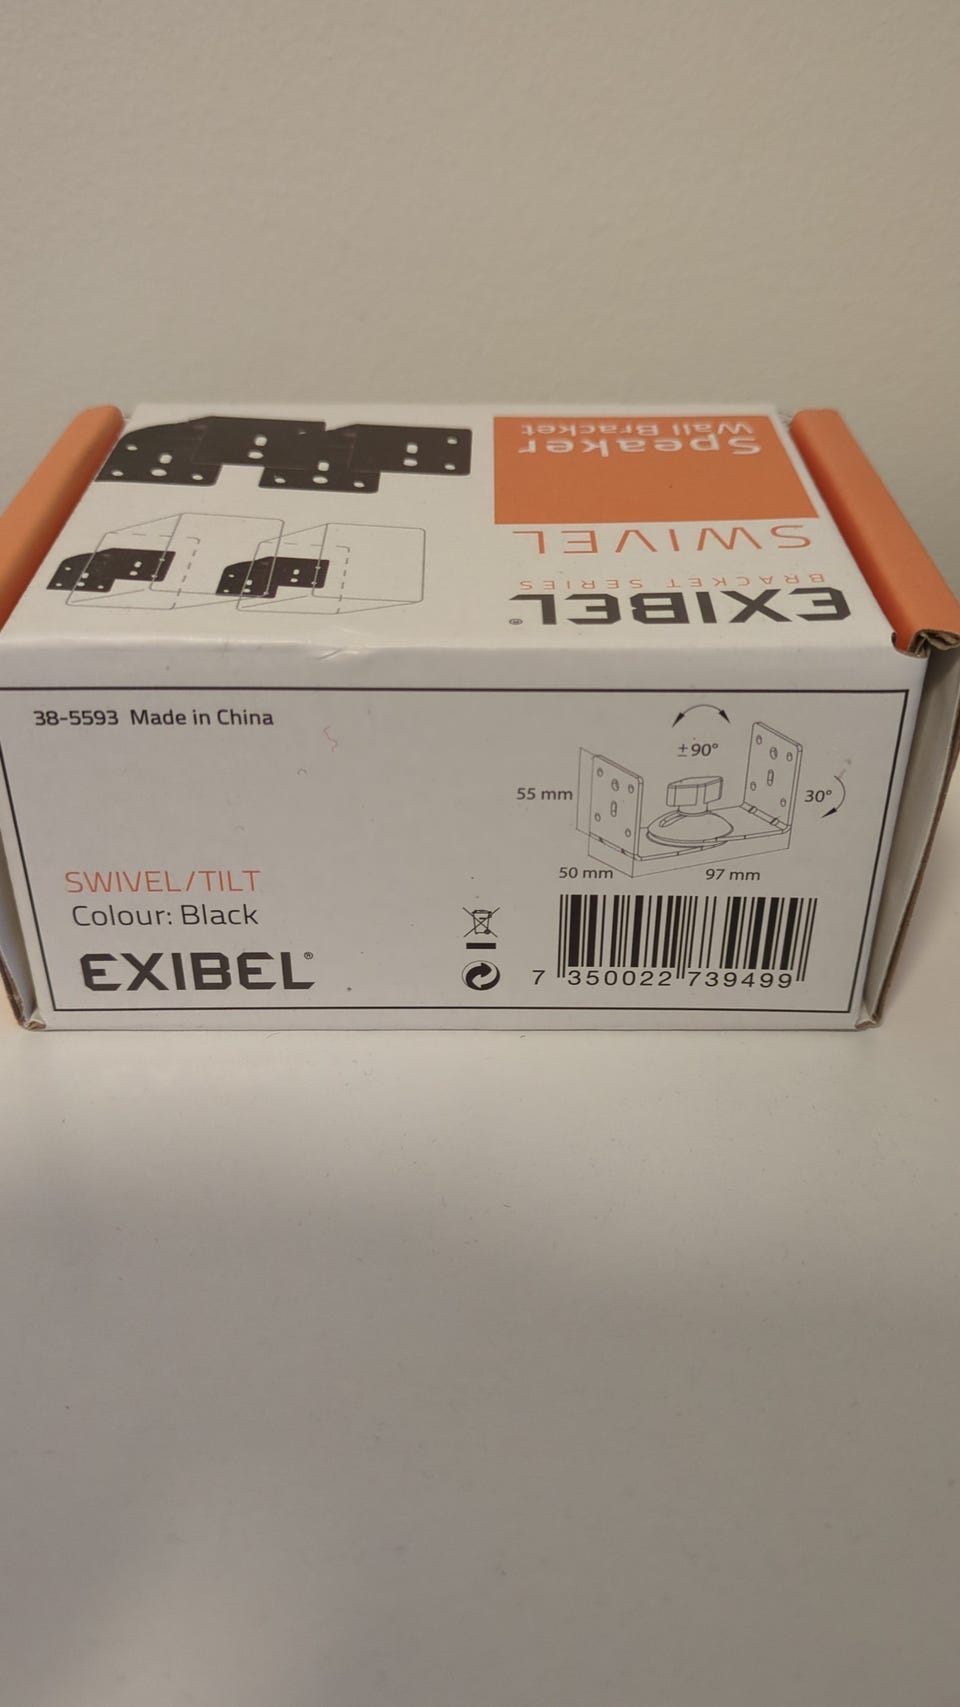 EXIBEL®
BRACKET SERIES
SWIVEL
Speaker
Wall Bracket
38-5593 Made in China
±90°
55 mm
30°
50 mm
97 mm
SWIVEL/TILT
Colour: Black
EXIBEL®
7 350022 739499